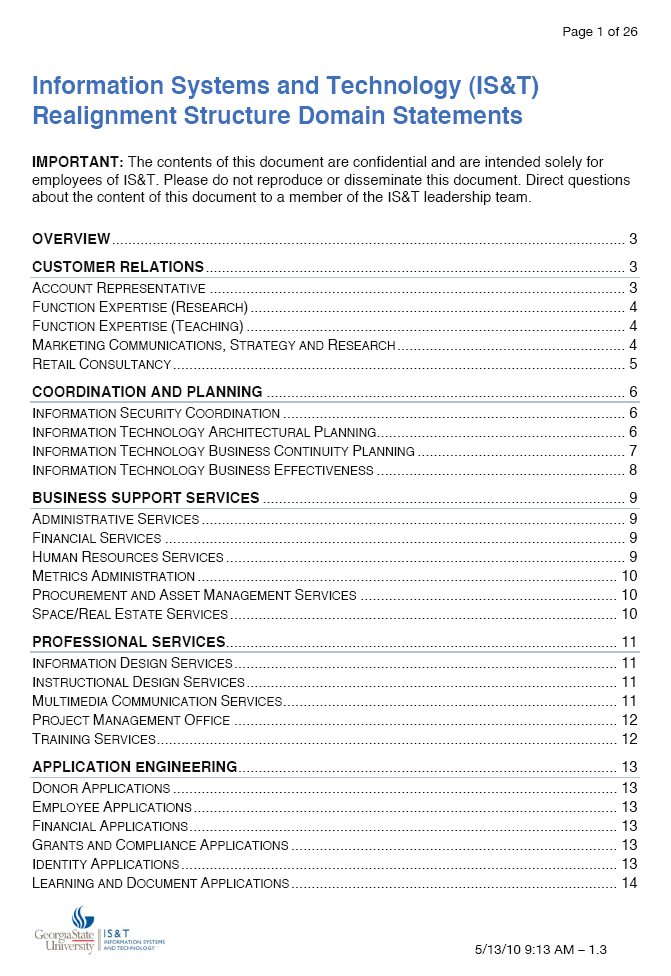 Page 1 of 26
Information Systems and Technology (IS&T)
Realignment Structure Domain Statements
IMPORTANT: The contents of this document are confidential and are intended solely for
employees of IS&T. Please do not reproduce or disseminate this document. Direct questions
about the content of this document to a member of the IS&T leadership team.
OVERVIEW 3
CUSTOMER RELATIONS 3
ACCOUNT REPRESENTATIVE 3
FUNCTION EXPERTISE (RESEARCH) 4
FUNCTION EXPERTISE (TEACHING) 4
MARKETING COMMUNICATIONS, STRATEGY AND RESEARCH 4
RETAIL CONSULTANCY 5
COORDINATION AND PLANNING 6
INFORMATION SECURITY COORDINATION 6
INFORMATION TECHNOLOGY ARCHITECTURAL PLANNING 6
INFORMATION TECHNOLOGY BUSINESS CONTINUITY PLANNING 7
INFORMATION TECHNOLOGY BUSINESS EFFECTIVENESS 8
BUSINESS SUPPORT SERVICES 9
ADMINISTRATIVE SERVICES 9
FINANCIAL SERVICES 9
HUMAN RESOURCES SERVICES 9
METRICS ADMINISTRATION 10
PROCUREMENT AND ASSET MANAGEMENT SERVICES 10
SPACE/REAL ESTATE SERVICES 10
PROFESSIONAL SERVICES 11
INFORMATION DESIGN SERVICES 11
INSTRUCTIONAL DESIGN SERVICES 11
MULTIMEDIA COMMUNICATION SERVICES 11
PROJECT MANAGEMENT OFFICE 12
TRAINING SERVICES 12
APPLICATION ENGINEERING 13
DONOR APPLICATIONS 13
EMPLOYEE APPLICATIONS 13
FINANCIAL APPLICATIONS 13
GRANTS AND COMPLIANCE APPLICATIONS 13
IDENTITY APPLICATIONS 13
LEARNING AND DOCUMENT APPLICATIONS 14
GeorgiaState
University
IS&T
INFORMATION SYSTEMS
AND TECHNOLOGY
5/13/10 9:13 AM – 1.3